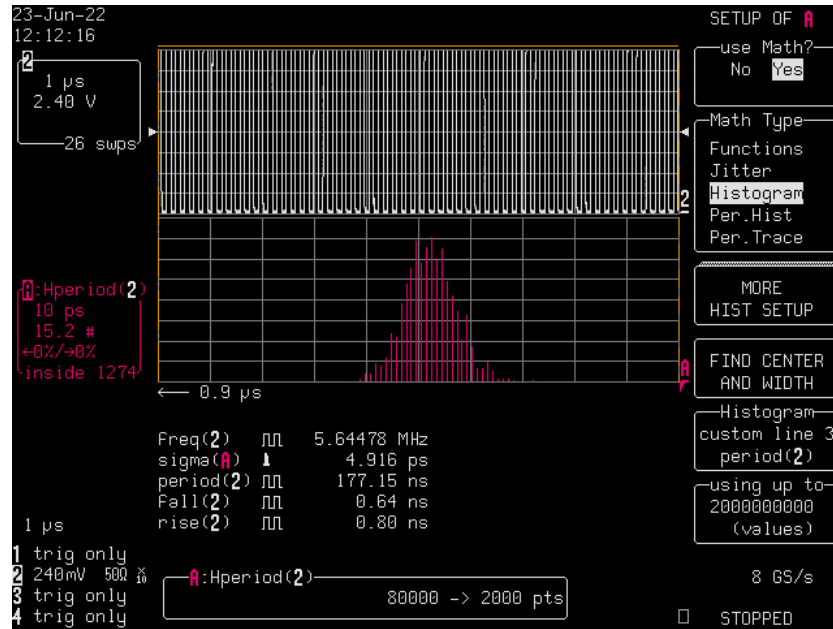 23-Jun-22
12:12:16
2
1 µs
2.40 V
26 swps
2
A:Hperiod(2)
10 ps
15.2 #
←0%/→0%
inside 1274
A
← 0.9 µs
Freq(2) 5.64478 MHz
sigma(A) 4.916 ps
period(2) 177.15 ns
Fall(2) 0.64 ns
rise(2) 0.80 ns
1 µs
1 trig only
2 240mV 50Ω X10
3 trig only
4 trig only
A:Hperiod(2)
80000 -> 2000 pts
SETUP OF A
use Math?
No Yes
Math Type
Functions
Jitter
Histogram
Per.Hist
Per.Trace
MORE
HIST SETUP
FIND CENTER
AND WIDTH
Histogram
custom line 3
period(2)
using up to
2000000000
(values)
8 GS/s
STOPPED